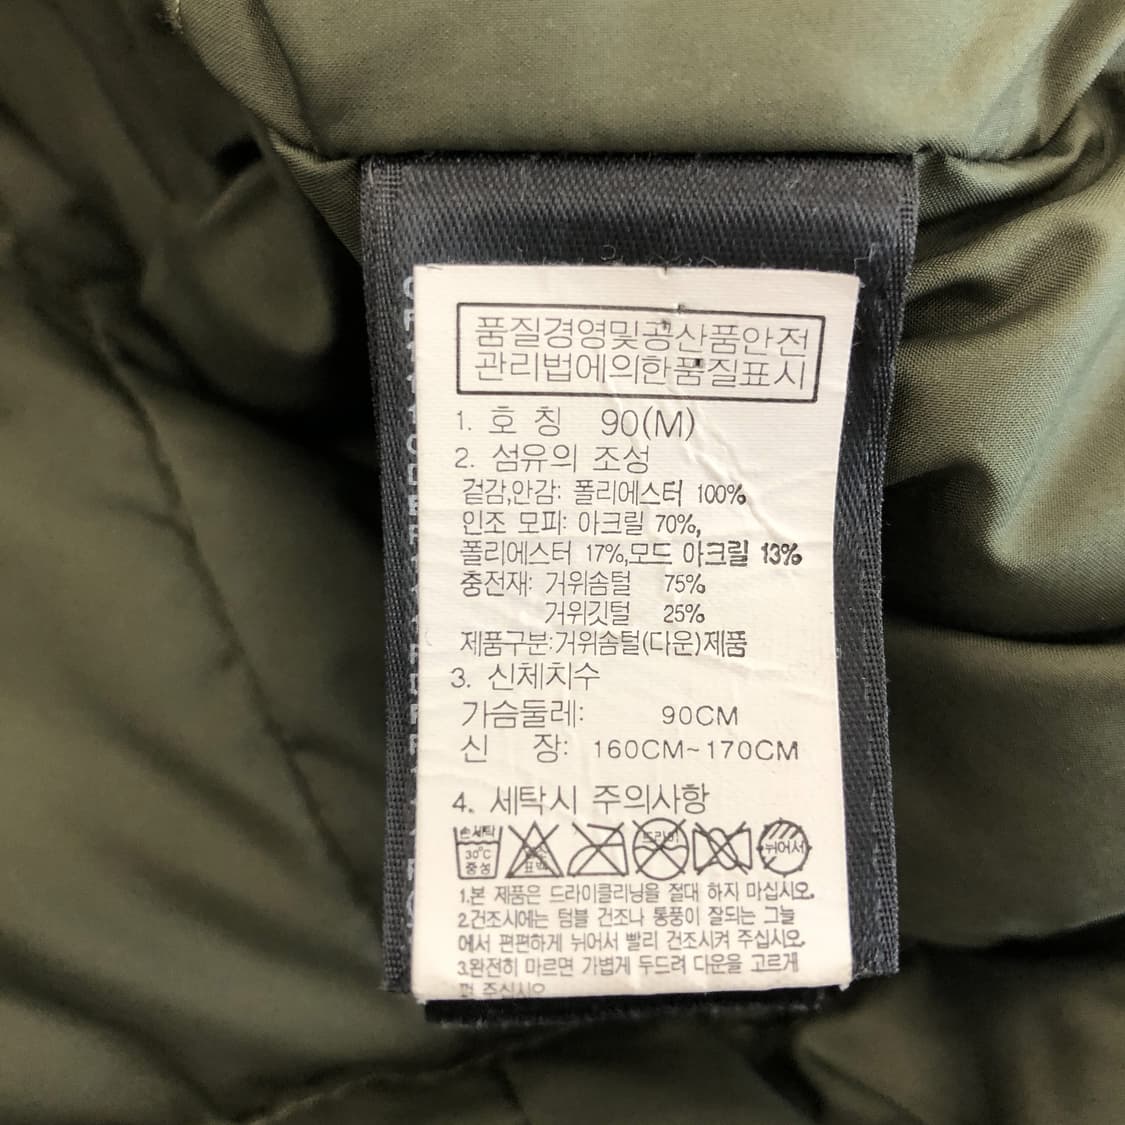 품질경영및공산품안전
관리법에의한품질표시
1. 호 칭 90(M)
2. 섬유의 조성
겉감,안감: 폴리에스터 100%
인조 모피: 아크릴 70%,
폴리에스터 17%,모드 아크릴 13%
충전재: 거위솜털 75%
거위깃털 25%
제품구분:거위솜털(다운)제품
3. 신체치수
가슴둘레: 90CM
신 장: 160CM~170CM
4. 세탁시 주의사항
손세탁
30°C
중성
표백
드라이
뉘어서
1.본 제품은 드라이클리닝을 절대 하지 마십시오.
2.건조시에는 텀블 건조나 통풍이 잘되는 그늘
에서 편편하게 뉘어서 빨리 건조시켜 주십시오.
3.완전히 마르면 가볍게 두드려 다운을 고르게
펴 주십시오